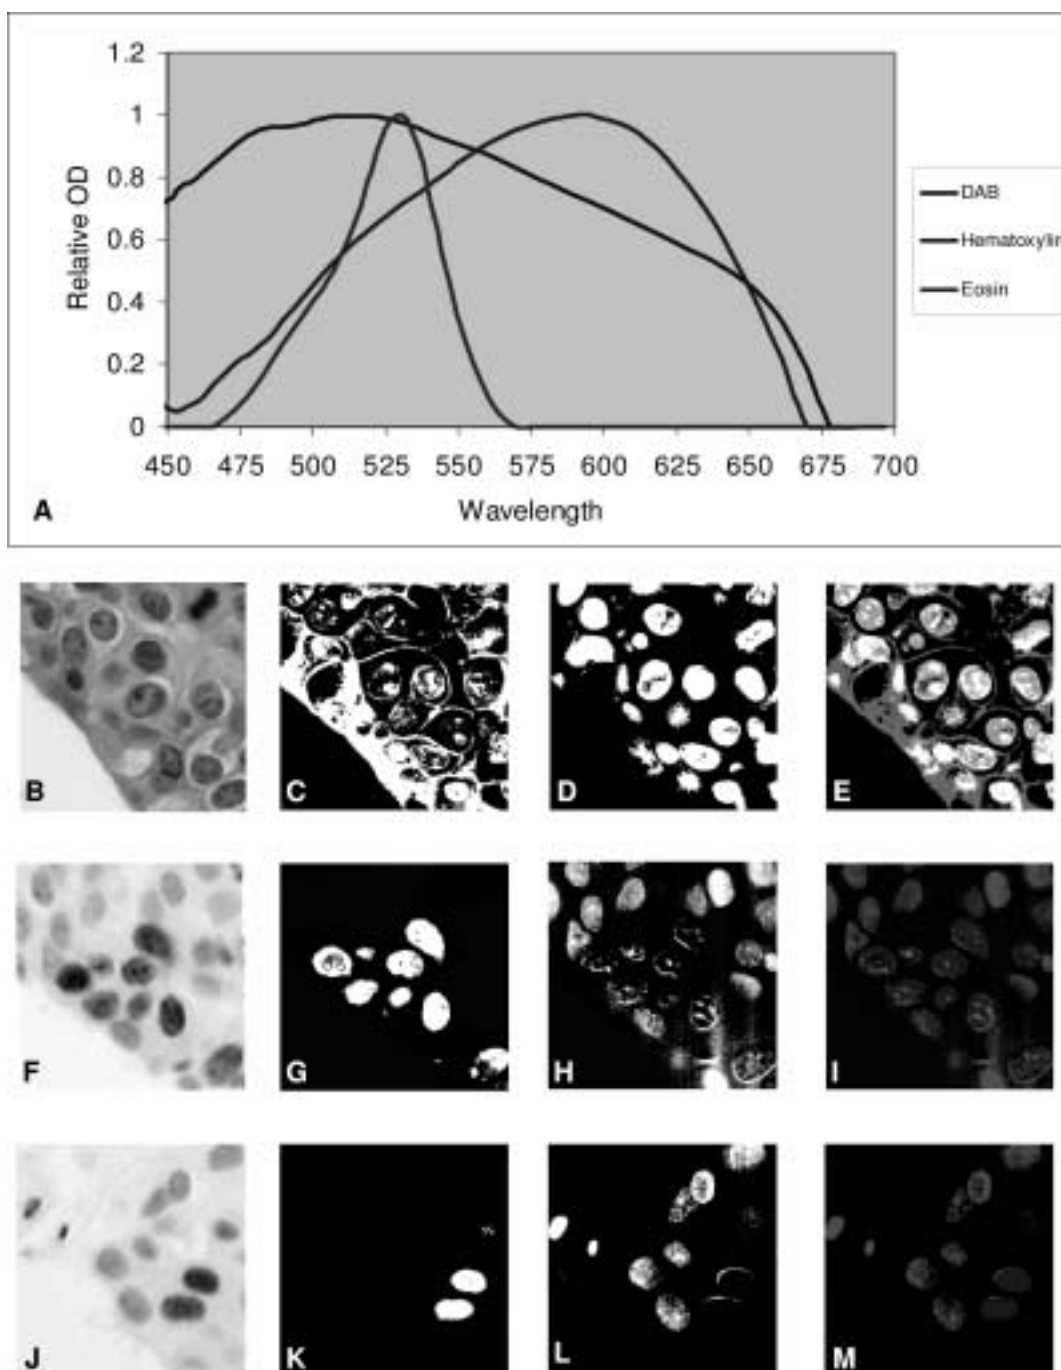 1.2
1
0.8
0.6
0.4
0.2
0
Relative OD
450 475 500 525 550 575 600 625 650 675 700
Wavelength
DAB
Hematoxylin
Eosin
A
B C D E
F G H I
J K L M